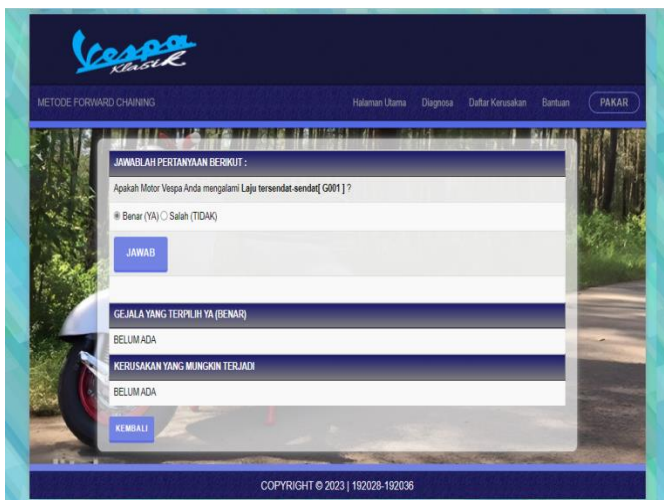 Vespa
Klasik
METODE FORWARD CHAINING
Halaman Utama Diagnosa Daftar Kerusakan Bantuan PAKAR
JAWABLAH PERTANYAAN BERIKUT :
Apakah Motor Vespa Anda mengalami Laju tersendat-sendat[ G001 ] ?
Benar (YA) Salah (TIDAK)
JAWAB
GEJALA YANG TERPILIH YA (BENAR)
BELUM ADA
KERUSAKAN YANG MUNGKIN TERJADI
BELUM ADA
KEMBALI
COPYRIGHT © 2023 | 192028-192036